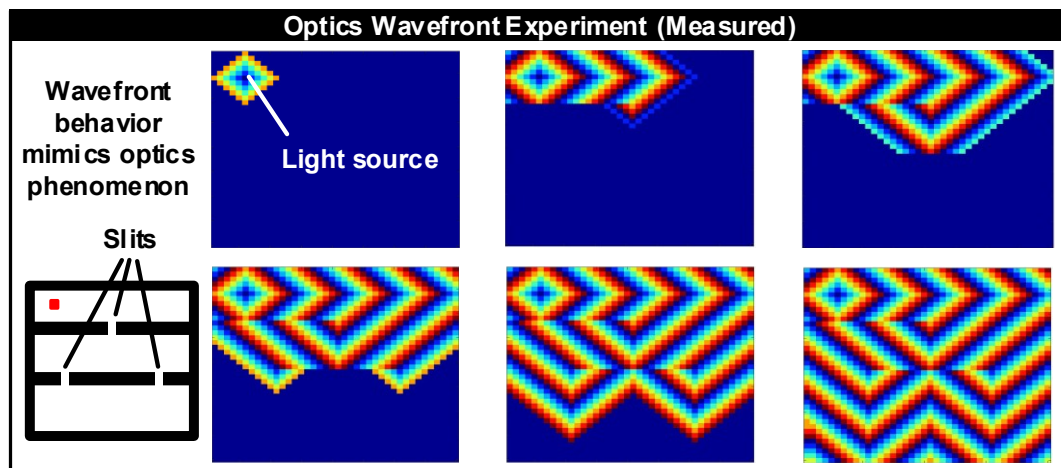 Optics Wavefront Experiment (Measured)
Wavefront
behavior
mimics optics
phenomenon
Slits
Light source